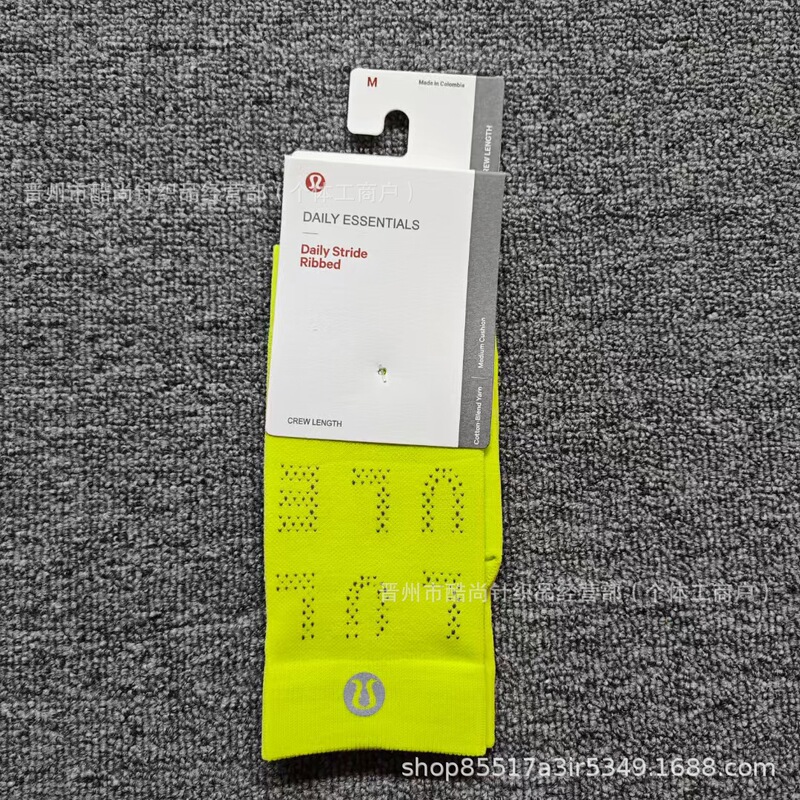 M
Made in Colombia
CREW LENGTH
晋州市酷尚针织品经营部（个体工商户）
DAILY ESSENTIALS
Daily Stride
Ribbed
Medium Cushion
Cotton-Blend Yarn
CREW LENGTH
LUL
ULE
晋州市酷尚针织品经营部（个体工商户）
shop85517a3ir5349.1688.com